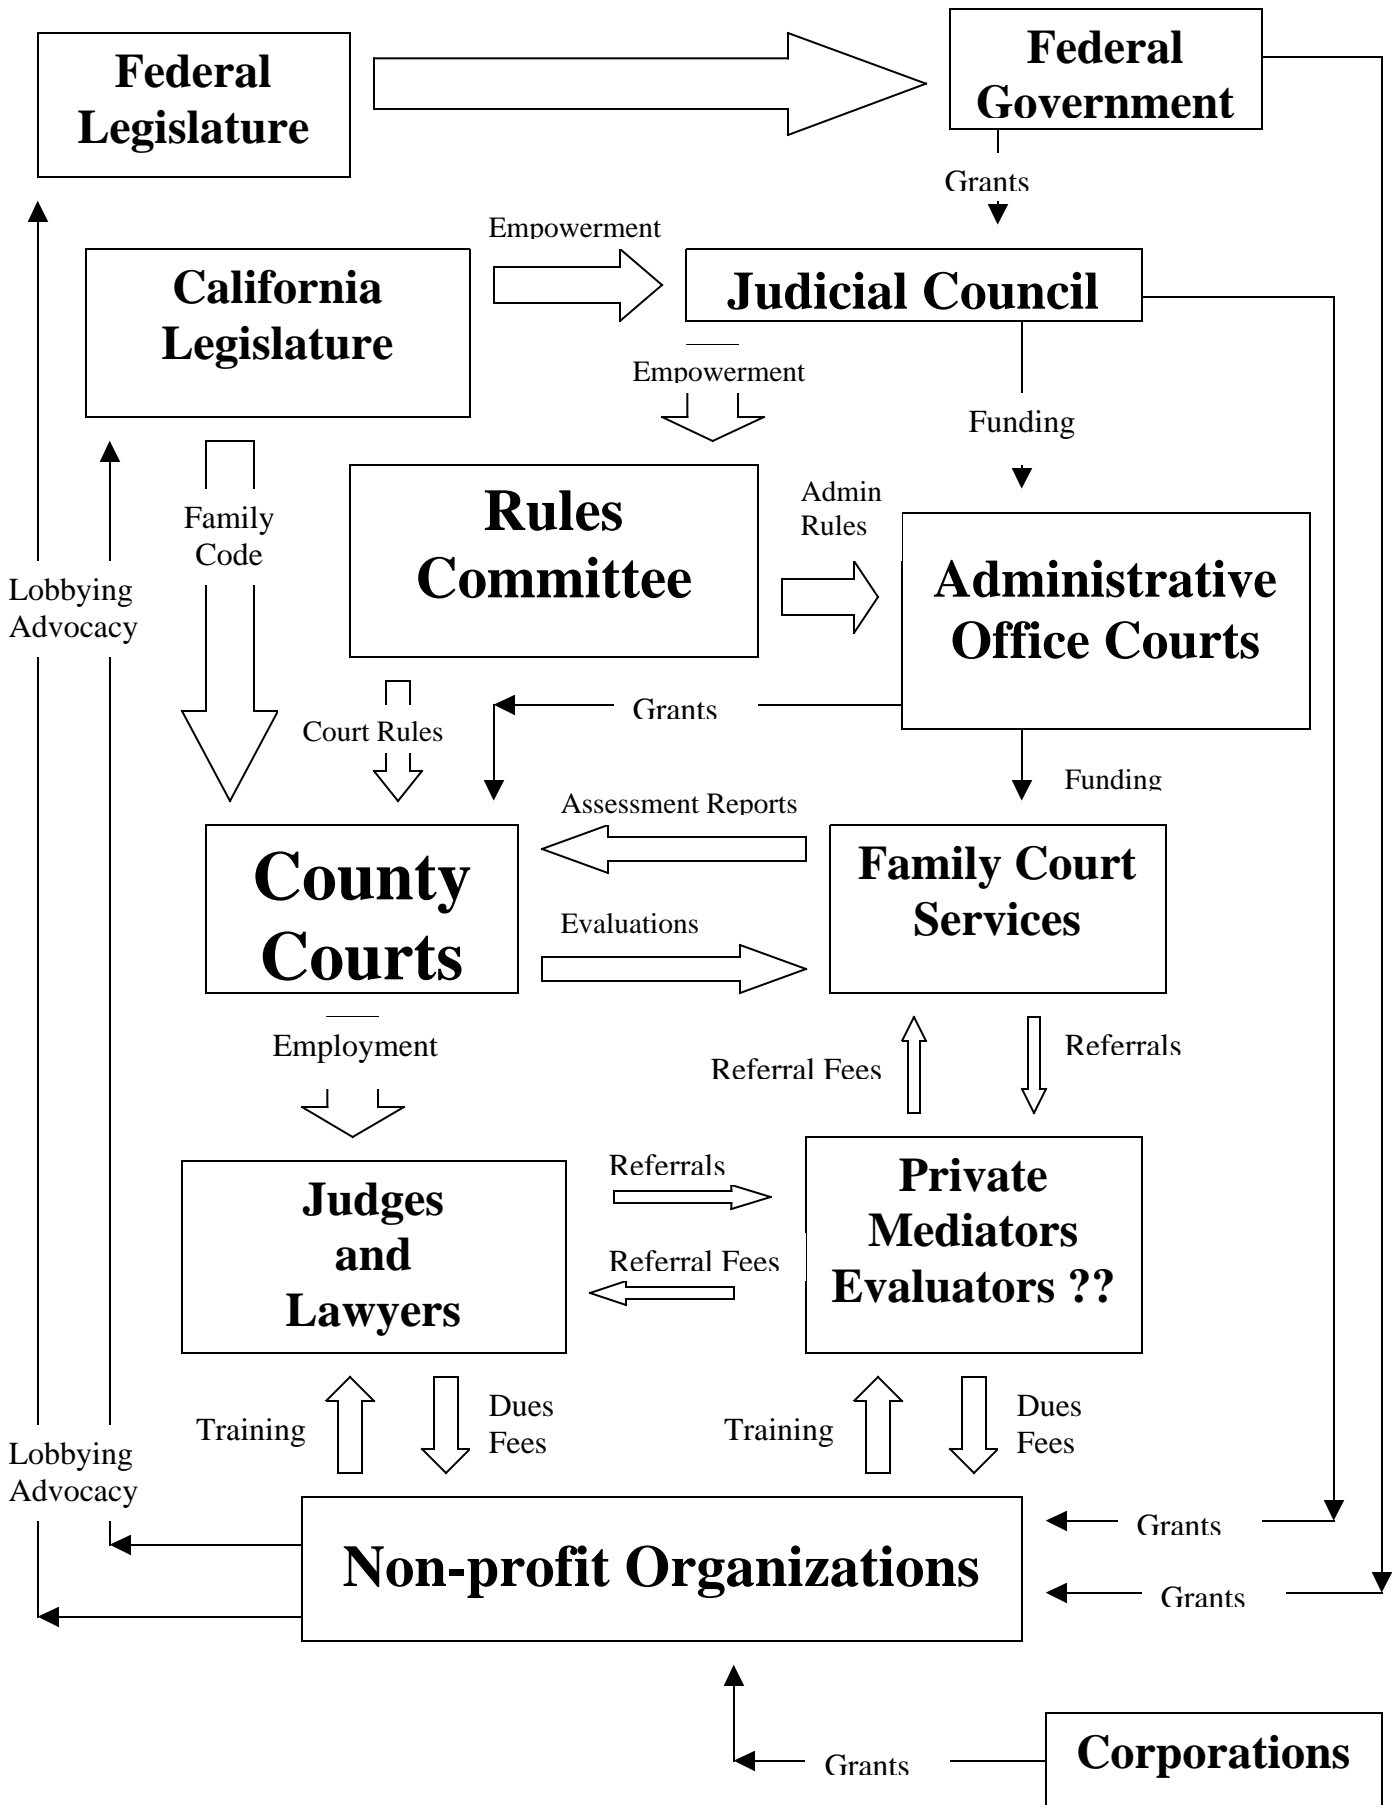 Federal
Legislature
Federal
Government
Grants
Empowerment
California
Legislature
Judicial Council
Empowerment
Funding
Family
Code
Rules
Committee
Admin
Rules
Administrative
Office Courts
Lobbying
Advocacy
Court Rules
Grants
Funding
Assessment Reports
County
Courts
Evaluations
Family Court
Services
Employment
Referral Fees
Referrals
Judges
and
Lawyers
Referrals
Referral Fees
Private
Mediators
Evaluators ??
Training
Dues
Fees
Training
Dues
Fees
Lobbying
Advocacy
Non-profit Organizations
Grants
Grants
Grants
Corporations